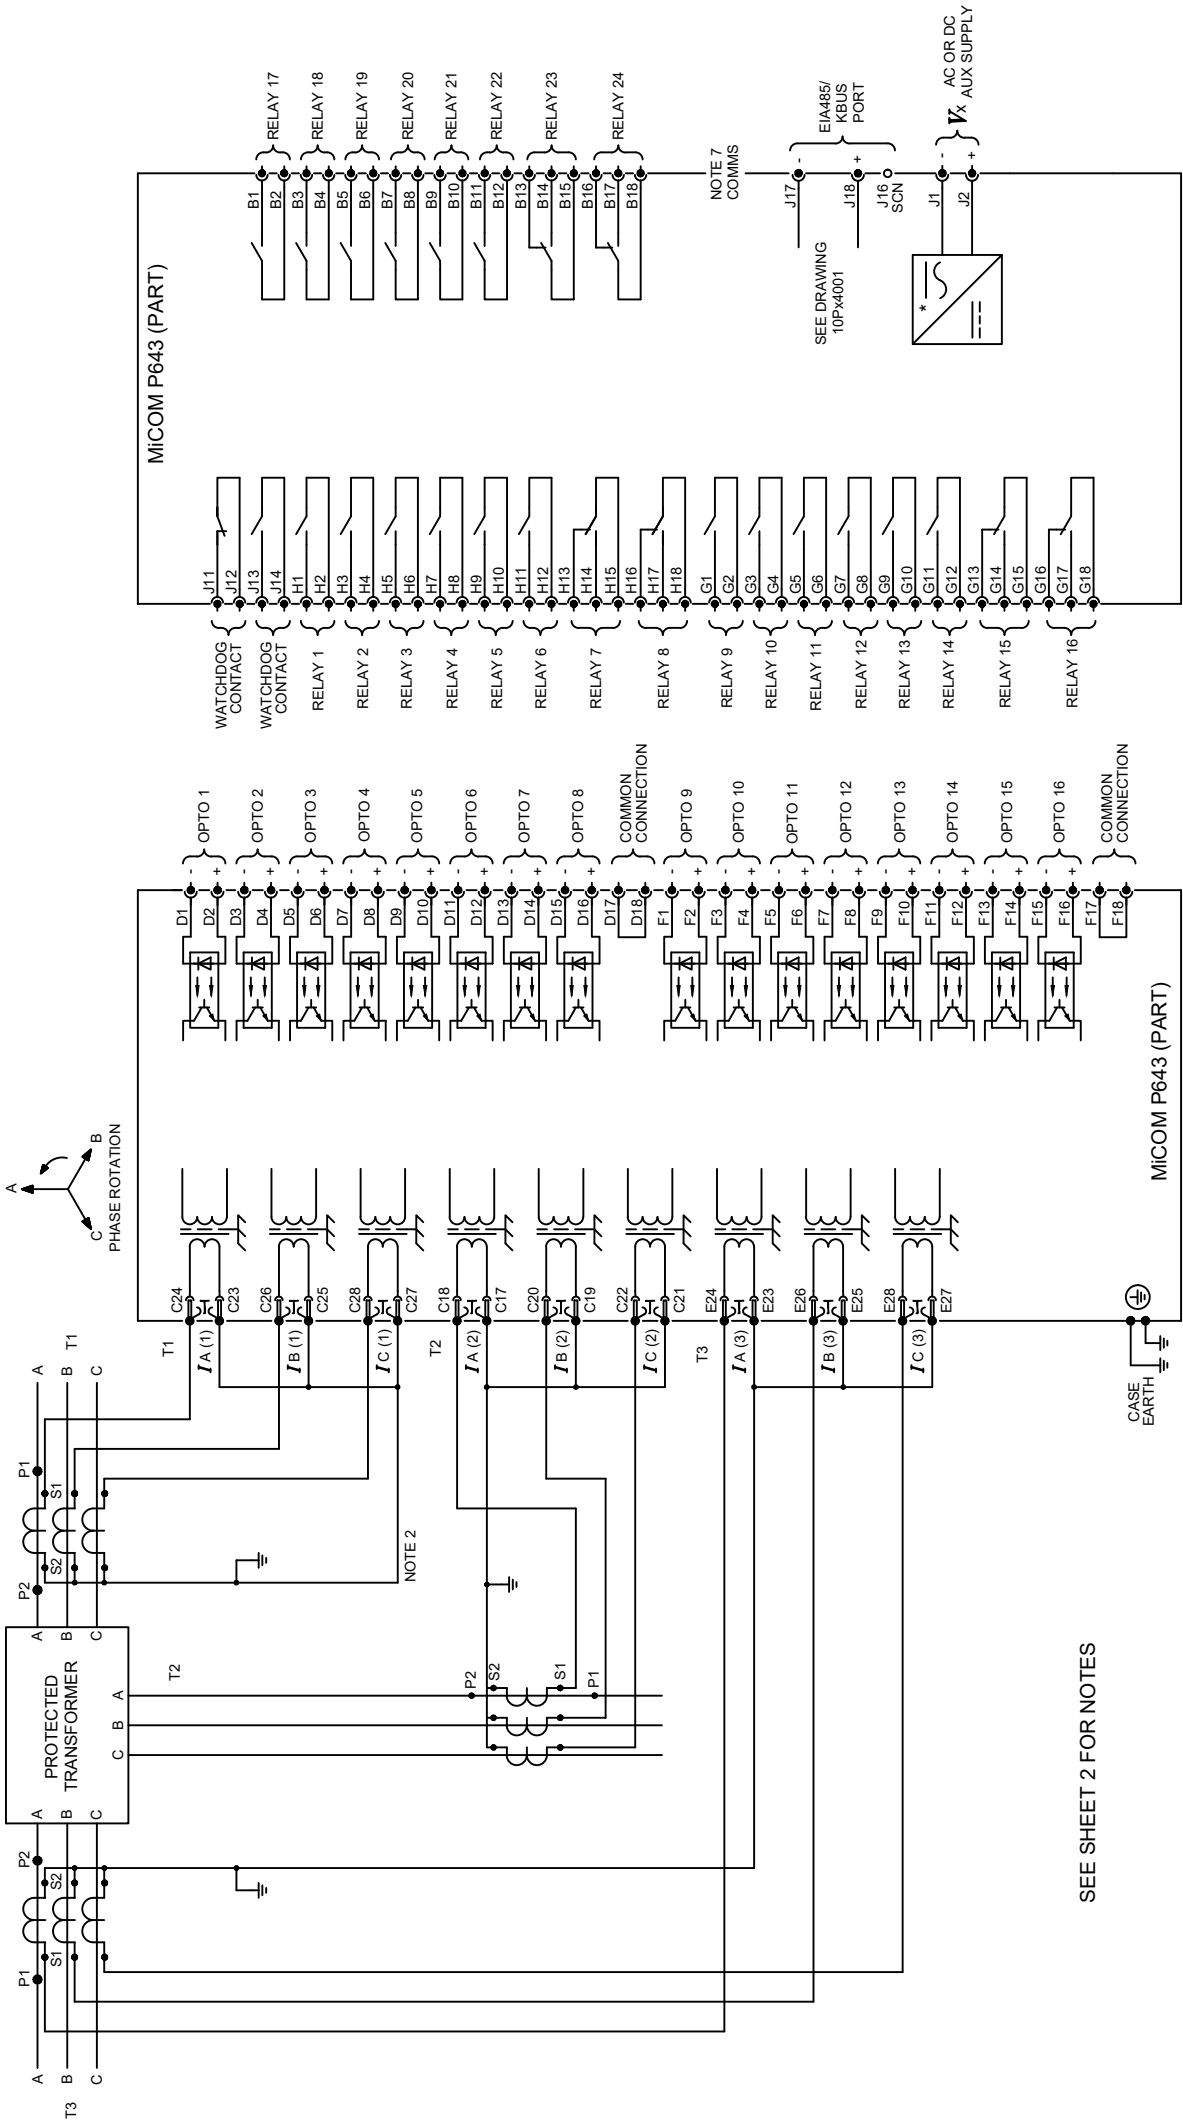 A
B
C
PHASE ROTATION
T3
A
B
C
P1
S1
S2
P2
A
B
C
PROTECTED
TRANSFORMER
A
B
C
C
B
A
T2
P2
S2
S1
P1
P2
S2
S1
P1
A
B
C
T1
NOTE 2
T1
C24
I A (1)
C23
C26
I B (1)
C25
C28
I C (1)
C27
T2
C18
I A (2)
C17
C20
I B (2)
C19
C22
I C (2)
C21
T3
E24
I A (3)
E23
E26
I B (3)
E25
E28
I C (3)
E27
CASE
EARTH
MiCOM P643 (PART)
D1 -
D2 +
OPTO 1
D3 -
D4 +
OPTO 2
D5 -
D6 +
OPTO 3
D7 -
D8 +
OPTO 4
D9 -
D10 +
OPTO 5
D11 -
D12 +
OPTO 6
D13 -
D14 +
OPTO 7
D15 -
D16 +
OPTO 8
D17
D18
COMMON
CONNECTION
F1 -
F2 +
OPTO 9
F3 -
F4 +
OPTO 10
F5 -
F6 +
OPTO 11
F7 -
F8 +
OPTO 12
F9 -
F10 +
OPTO 13
F11 -
F12 +
OPTO 14
F13 -
F14 +
OPTO 15
F15 -
F16 +
OPTO 16
F17 -
F18 -
COMMON
CONNECTION
MiCOM P643 (PART)
WATCHDOG
CONTACT
J11
J12
WATCHDOG
CONTACT
J13
J14
RELAY 1
H1
H2
RELAY 2
H3
H4
RELAY 3
H5
H6
RELAY 4
H7
H8
RELAY 5
H9
H10
RELAY 6
H11
H12
RELAY 7
H13
H14
H15
RELAY 8
H16
H17
H18
RELAY 9
G1
G2
RELAY 10
G3
G4
RELAY 11
G5
G6
RELAY 12
G7
G8
RELAY 13
G9
G10
RELAY 14
G11
G12
RELAY 15
G13
G14
G15
RELAY 16
G16
G17
G18
B1
B2
RELAY 17
B3
B4
RELAY 18
B5
B6
RELAY 19
B7
B8
RELAY 20
B9
B10
RELAY 21
B11
B12
RELAY 22
B13
B14
B15
RELAY 23
B16
B17
B18
RELAY 24
NOTE 7
COMMS
SEE DRAWING
10Px4001
J17 -
J18 +
J16
SCN
EIA485/
KBUS
PORT
*
J1 -
J2 +
Vx
AC OR DC
AUX SUPPLY
SEE SHEET 2 FOR NOTES